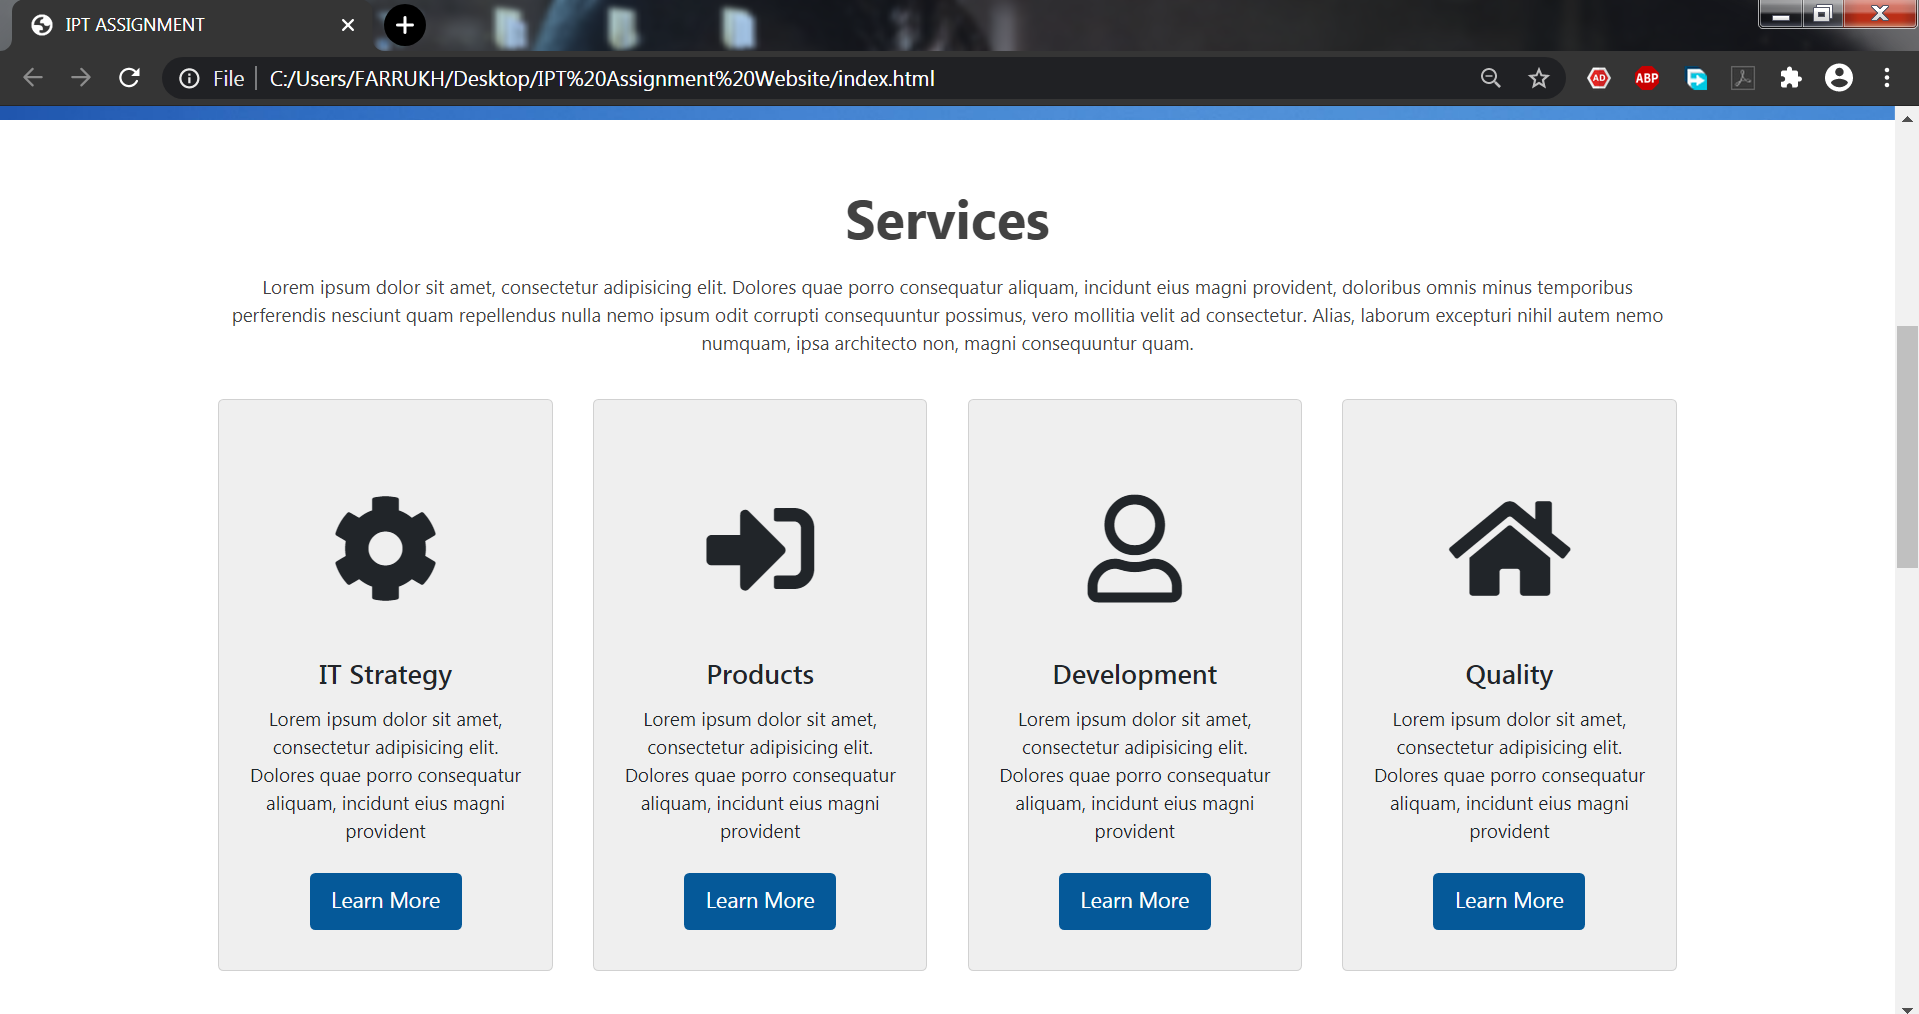 IPT ASSIGNMENT
File
C:/Users/FARRUKH/Desktop/IPT%20Assignment%20Website/index.html
AD
ABP
Services
Lorem ipsum dolor sit amet, consectetur adipisicing elit. Dolores quae porro consequatur aliquam, incidunt eius magni provident, doloribus omnis minus temporibus
perferendis nesciunt quam repellendus nulla nemo ipsum odit corrupti consequuntur possimus, vero mollitia velit ad consectetur. Alias, laborum excepturi nihil autem nemo
numquam, ipsa architecto non, magni consequuntur quam.
IT Strategy
Lorem ipsum dolor sit amet,
consectetur adipisicing elit.
Dolores quae porro consequatur
aliquam, incidunt eius magni
provident
Learn More
Products
Lorem ipsum dolor sit amet,
consectetur adipisicing elit.
Dolores quae porro consequatur
aliquam, incidunt eius magni
provident
Learn More
Development
Lorem ipsum dolor sit amet,
consectetur adipisicing elit.
Dolores quae porro consequatur
aliquam, incidunt eius magni
provident
Learn More
Quality
Lorem ipsum dolor sit amet,
consectetur adipisicing elit.
Dolores quae porro consequatur
aliquam, incidunt eius magni
provident
Learn More